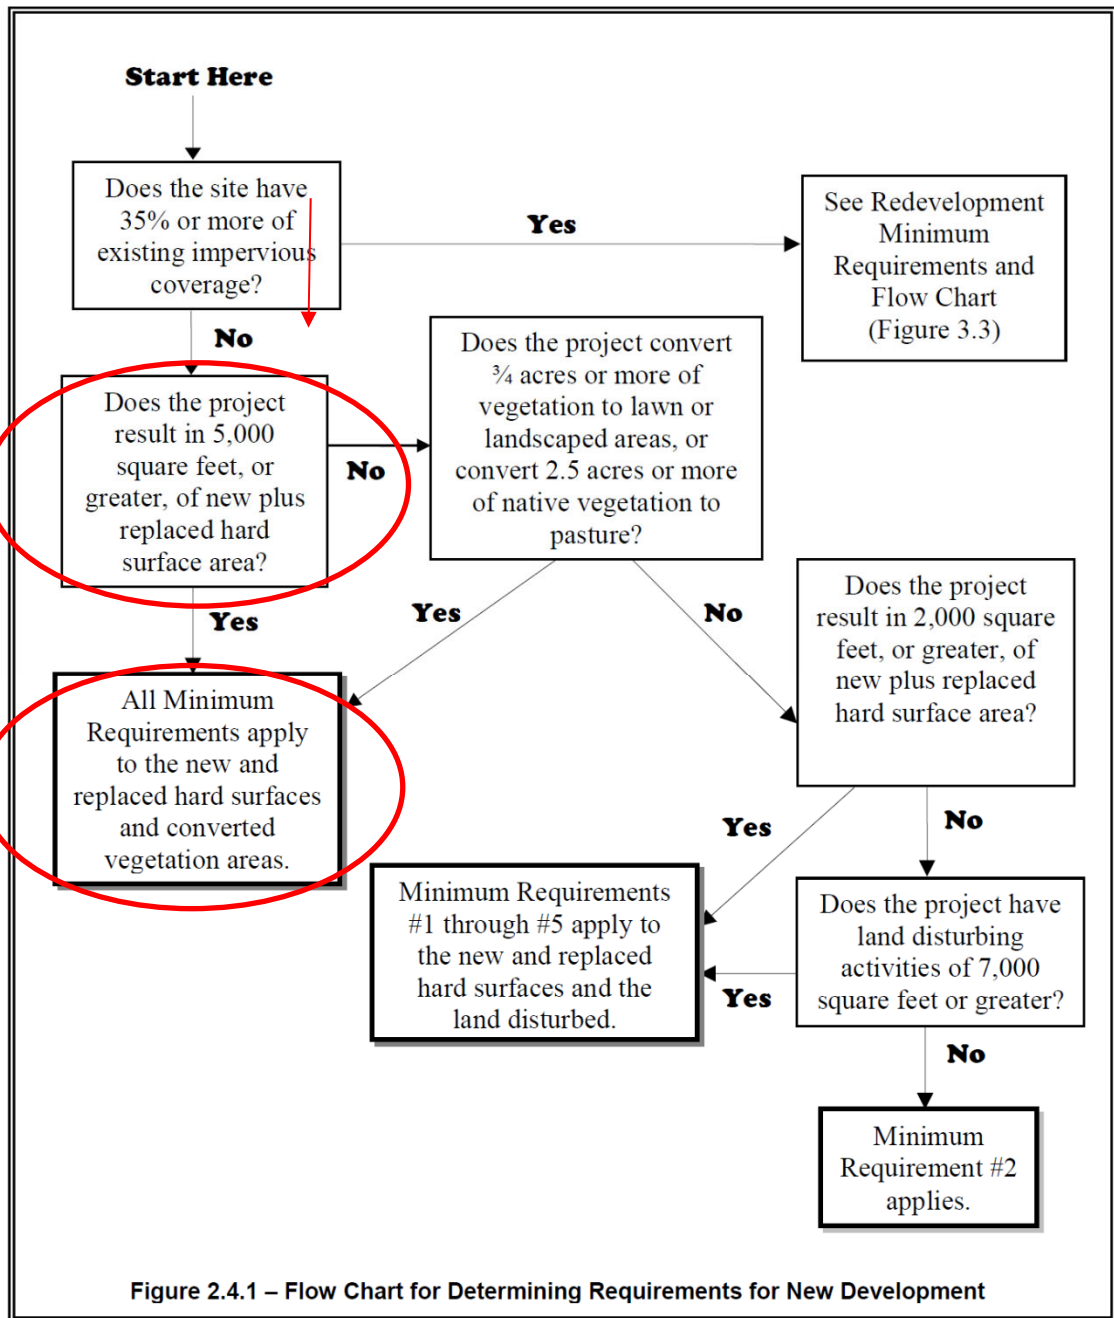 Start Here
Does the site have
35% or more of
existing impervious
coverage?
Yes
See Redevelopment
Minimum
Requirements and
Flow Chart
(Figure 3.3)
No
Does the project
result in 5,000
square feet, or
greater, of new plus
replaced hard
surface area?
No
Does the project convert
¾ acres or more of
vegetation to lawn or
landscaped areas, or
convert 2.5 acres or more
of native vegetation to
pasture?
Yes
Yes
No
Does the project
result in 2,000 square
feet, or greater, of
new plus replaced
hard surface area?
All Minimum
Requirements apply
to the new and
replaced hard surfaces
and converted
vegetation areas.
Yes
No
Minimum Requirements
#1 through #5 apply to
the new and replaced
hard surfaces and the
land disturbed.
Yes
Does the project have
land disturbing
activities of 7,000
square feet or greater?
No
Minimum
Requirement #2
applies.
Figure 2.4.1 – Flow Chart for Determining Requirements for New Development